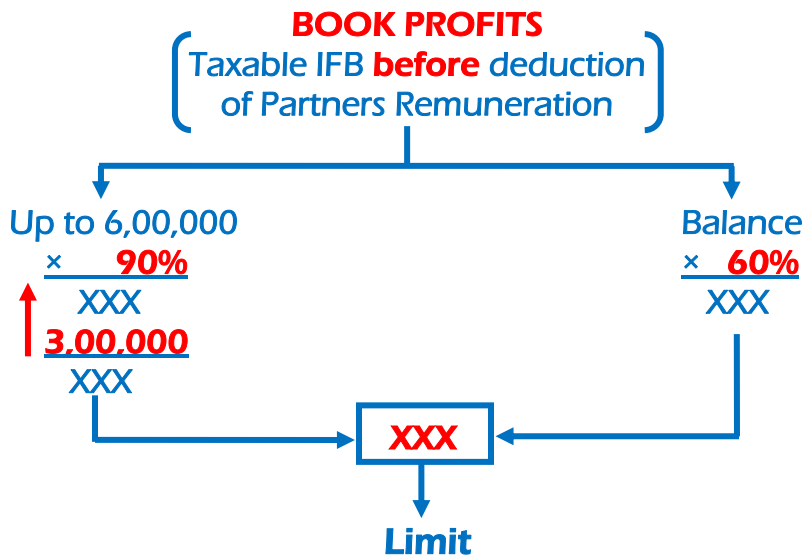 BOOK PROFITS
Taxable IFB before deduction
of Partners Remuneration
Up to 6,00,000
× 90%
XXX
3,00,000
XXX
Balance
× 60%
XXX
XXX
Limit